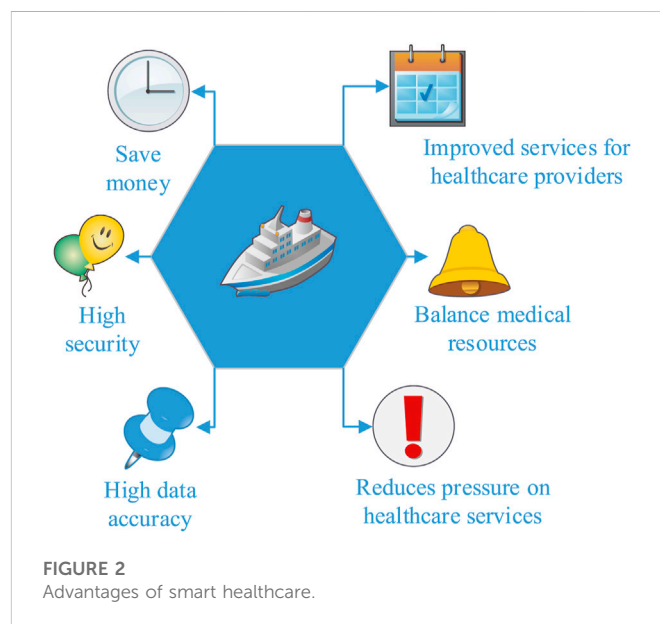 Save
money
Improved services for
healthcare providers
High
security
Balance medical
resources
High data
accuracy
Reduces pressure on
healthcare services
FIGURE 2
Advantages of smart healthcare.